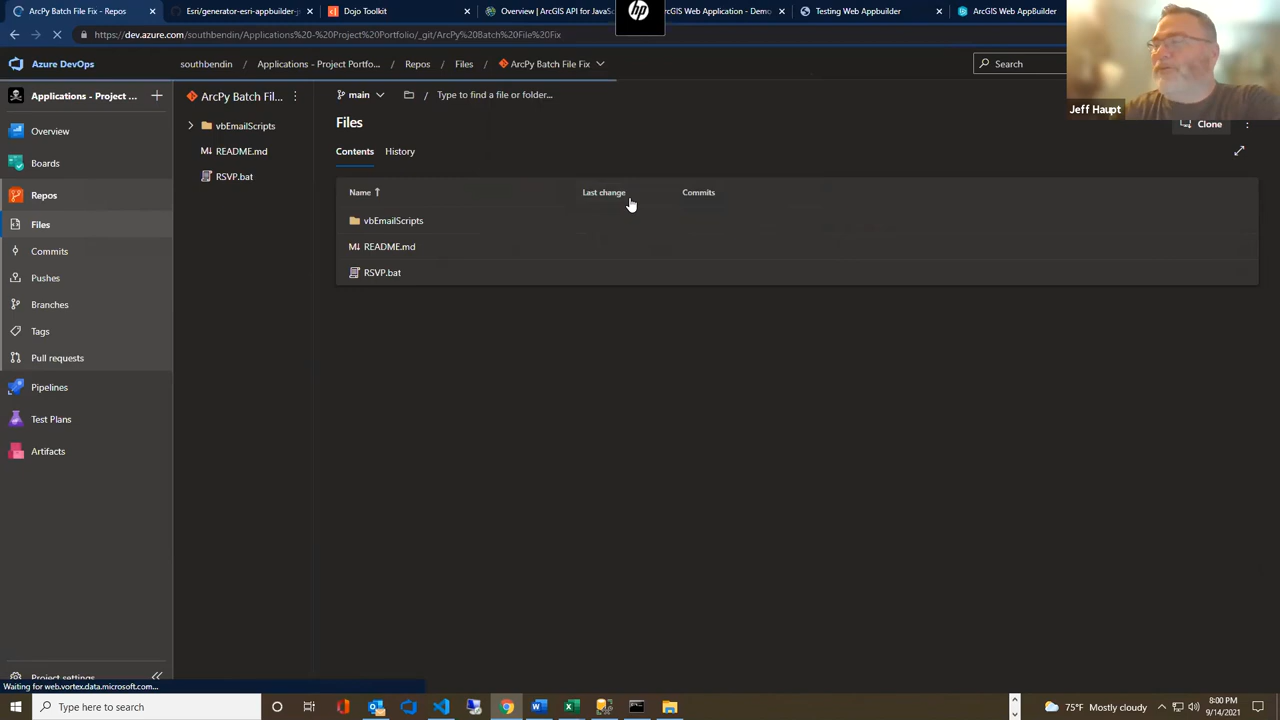 ArcPy Batch File Fix - Repos
Esri/generator-esri-appbuilder-j
Dojo Toolkit
Overview | ArcGIS API for JavaS
hp
cGIS Web Application - Demo
Testing Web Appbuilder
ArcGIS Web AppBuilder
https://dev.azure.com/southbendin/Applications%20-%20Project%20Portfolio/_git/ArcPy%20Batch%20File%20Fix
Azure DevOps
southbendin / Applications - Project Portfo... / Repos / Files / ArcPy Batch File Fix
Search
Jeff Haupt
Applications - Project ...
ArcPy Batch Fil...
main / Type to find a file or folder...
Overview
vbEmailScripts
README.md
RSVP.bat
Files
Clone
Boards
Contents
History
Repos
Name
Last change
Commits
Files
vbEmailScripts
Commits
README.md
Pushes
RSVP.bat
Branches
Tags
Pull requests
Pipelines
Test Plans
Artifacts
Project settings
Waiting for web.vortex.data.microsoft.com...
Type here to search
75°F Mostly cloudy
8:00 PM
9/14/2021